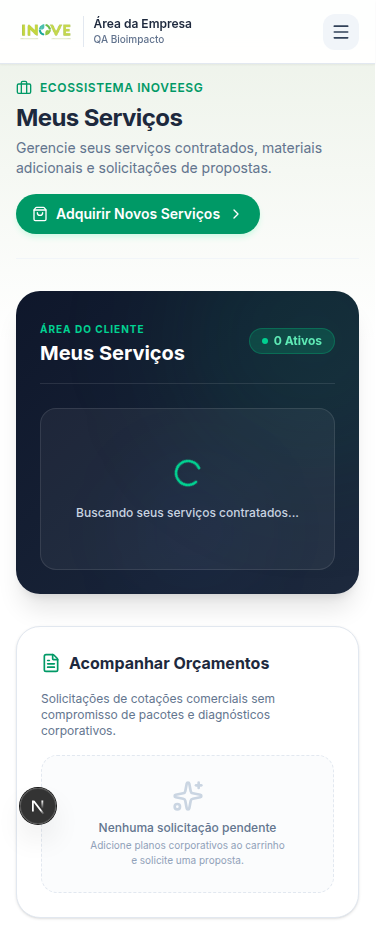 INOVE
Área da Empresa
QA Bioimpacto
ECOSSISTEMA INOVEESG
Meus Serviços
Gerencie seus serviços contratados, materiais
adicionais e solicitações de propostas.
Adquirir Novos Serviços
ÁREA DO CLIENTE
Meus Serviços
0 Ativos
Buscando seus serviços contratados...
Acompanhar Orçamentos
Solicitações de cotações comerciais sem
compromisso de pacotes e diagnósticos
corporativos.
N
Nenhuma solicitação pendente
Adicione planos corporativos ao carrinho
e solicite uma proposta.